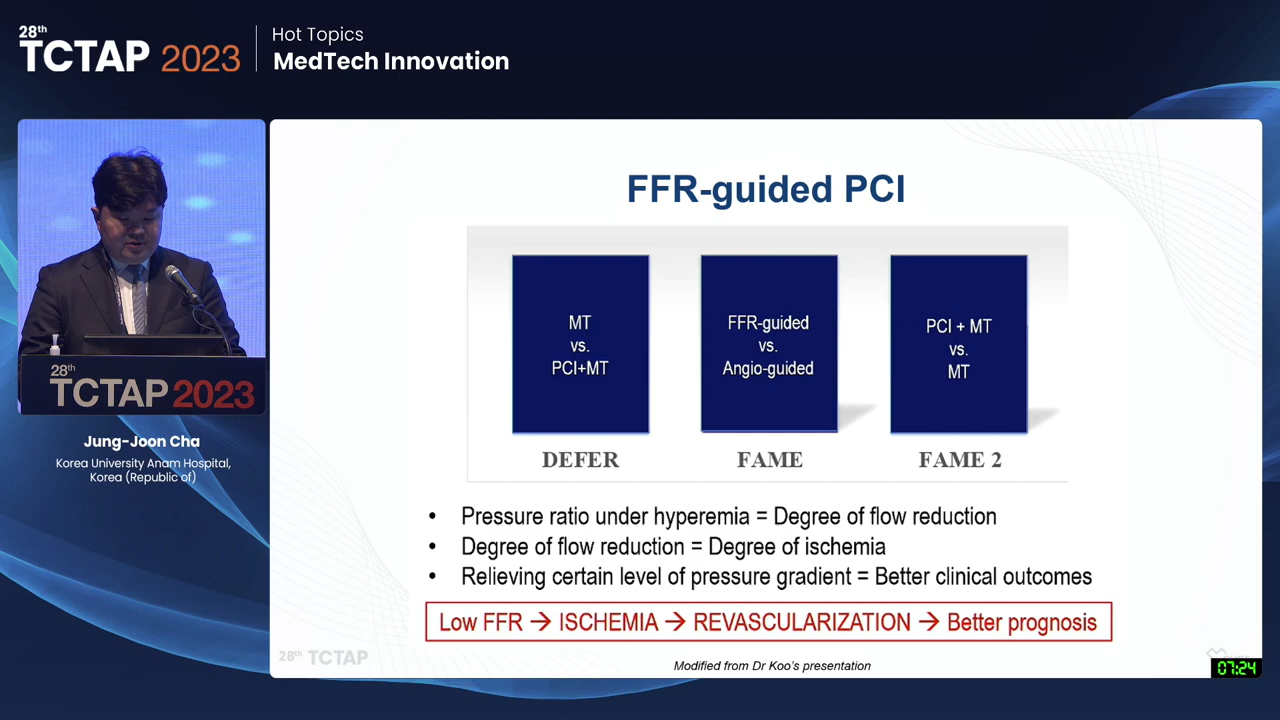 28th
TCTAP 2023
Hot Topics
MedTech Innovation
28th
TCTAP 2023
Jung-Joon Cha
Korea University Anam Hospital,
Korea (Republic of)
FFR-guided PCI
MT
vs.
PCI+MT
DEFER
FFR-guided
vs.
Angio-guided
FAME
PCI + MT
vs.
MT
FAME 2
• Pressure ratio under hyperemia = Degree of flow reduction
• Degree of flow reduction = Degree of ischemia
• Relieving certain level of pressure gradient = Better clinical outcomes
Low FFR → ISCHEMIA → REVASCULARIZATION → Better prognosis
28th TCTAP
Modified from Dr Koo's presentation
07:24